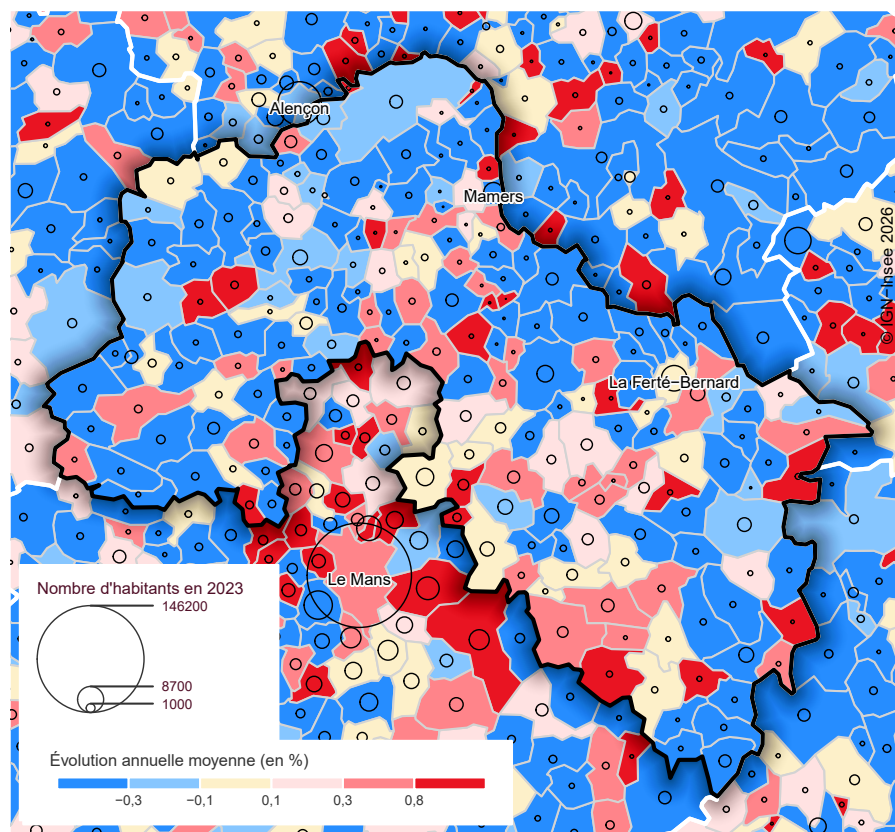 Alençon
Mamers
© IGN-Insee 2026
La Ferté-Bernard
Le Mans
Nombre d'habitants en 2023
146200
8700
1000
Évolution annuelle moyenne (en %)
-0,3 -0,1 0,1 0,3 0,8